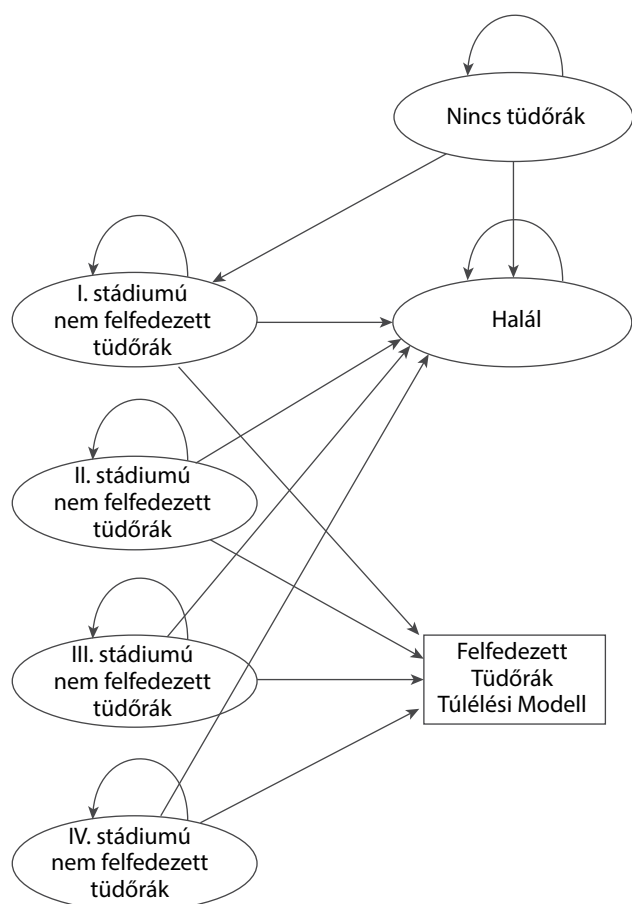 Nincs tüdőrák
I. stádiumú
nem felfedezett
tüdőrák
Halál
II. stádiumú
nem felfedezett
tüdőrák
III. stádiumú
nem felfedezett
tüdőrák
Felfedezett
Tüdőrák
Túlélési Modell
IV. stádiumú
nem felfedezett
tüdőrák